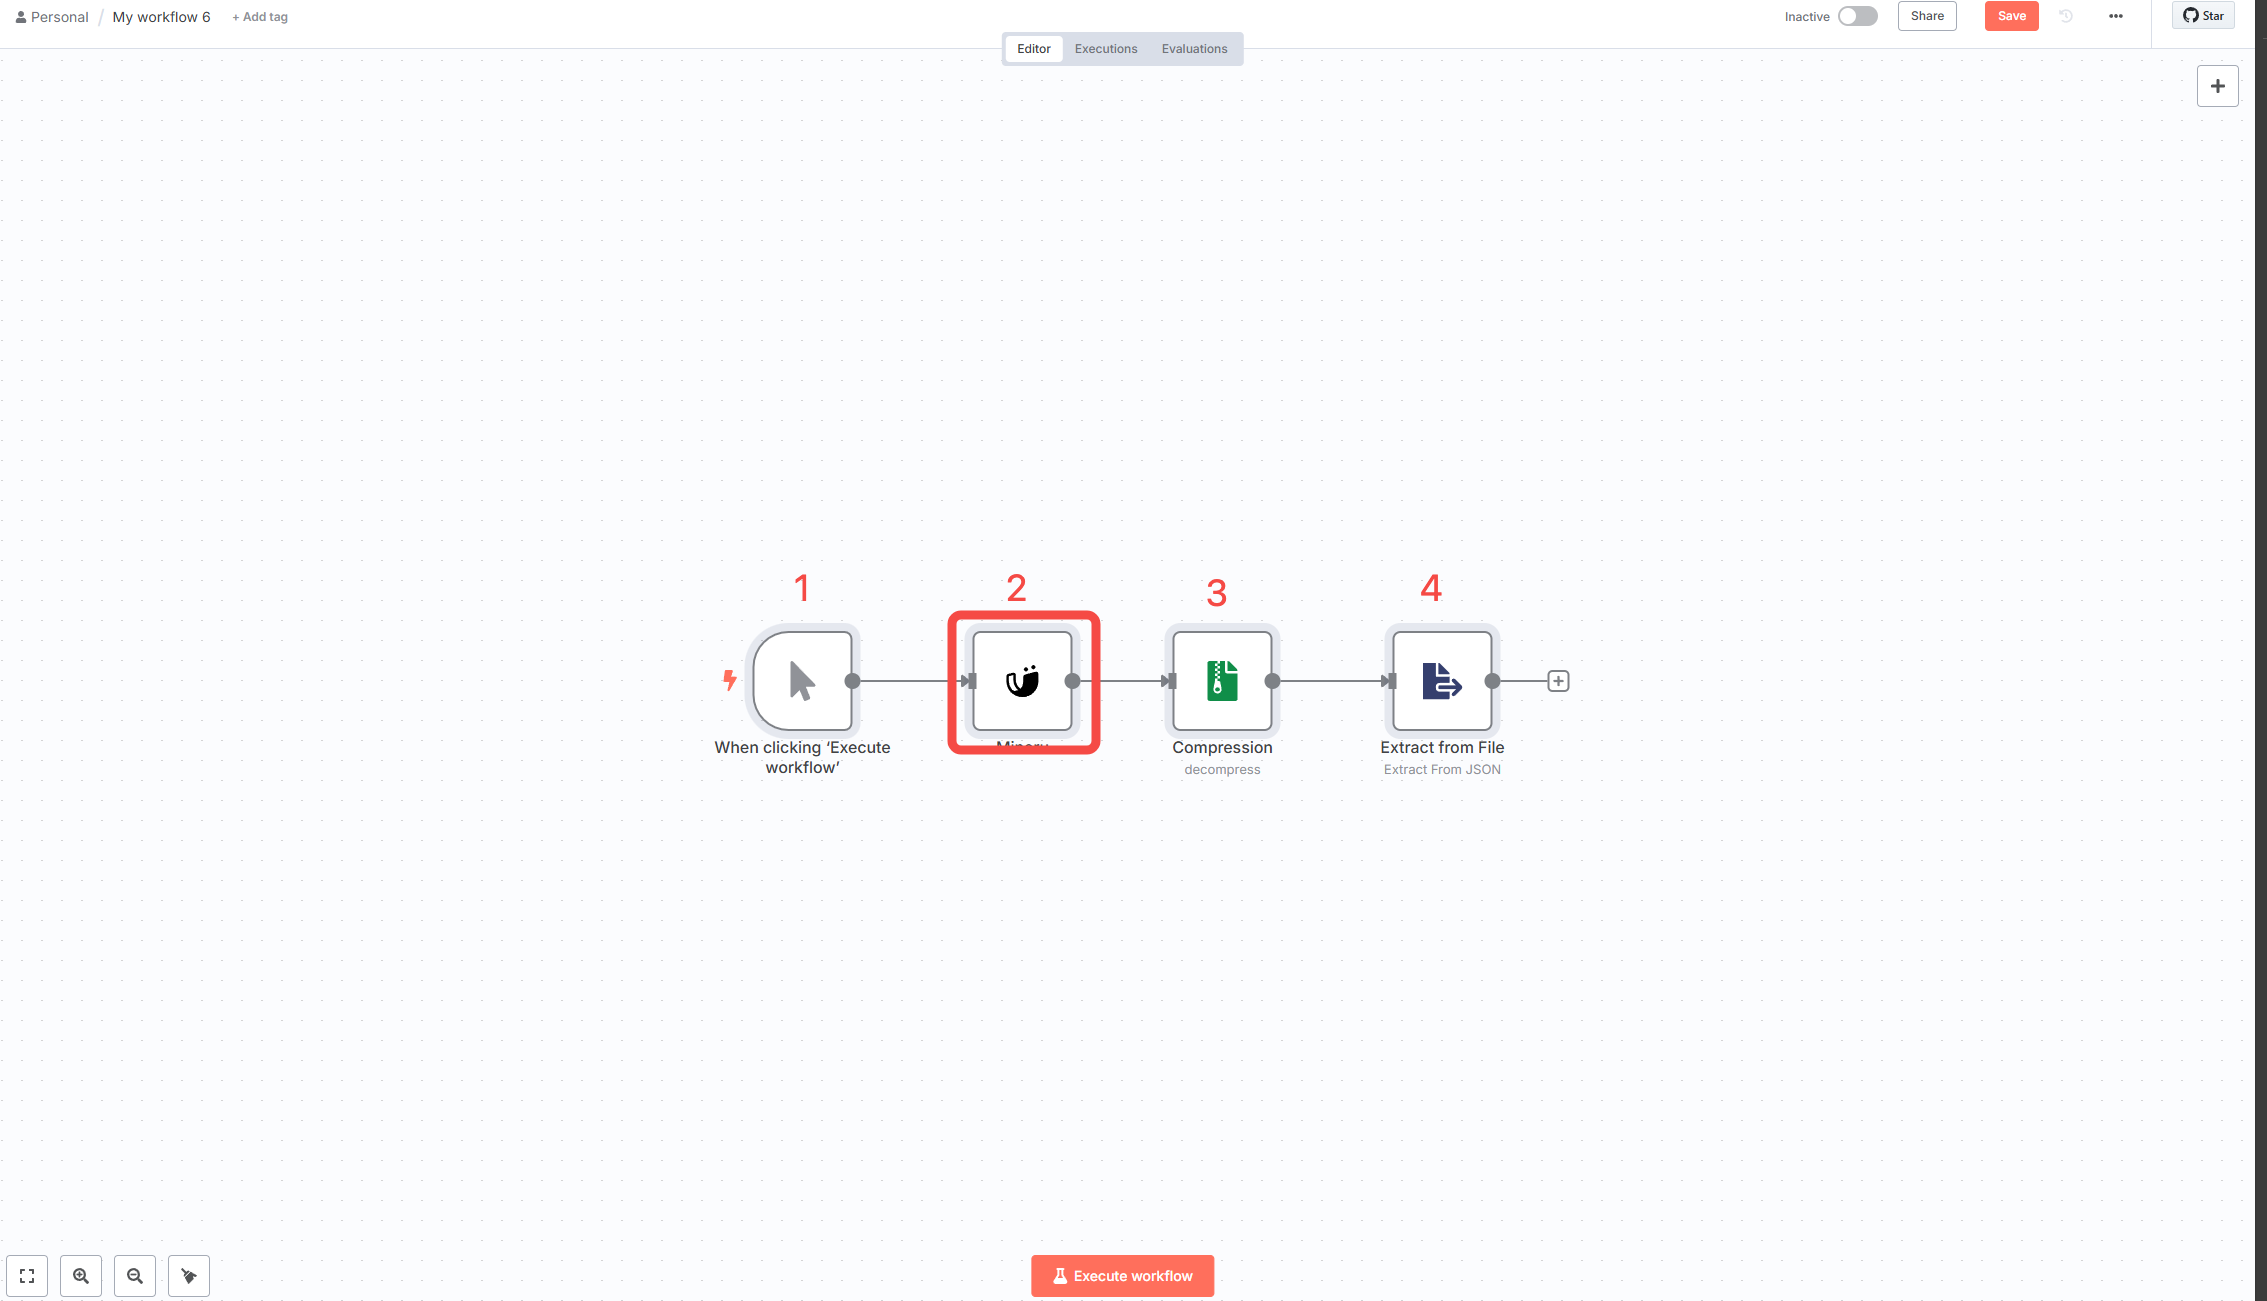 Personal / My workflow 6 + Add tag
Inactive Share Save ••• Star
Editor Executions Evaluations
1 2 3 4
When clicking ‘Execute
workflow’
Compression
decompress
Extract from File
Extract From JSON
Execute workflow